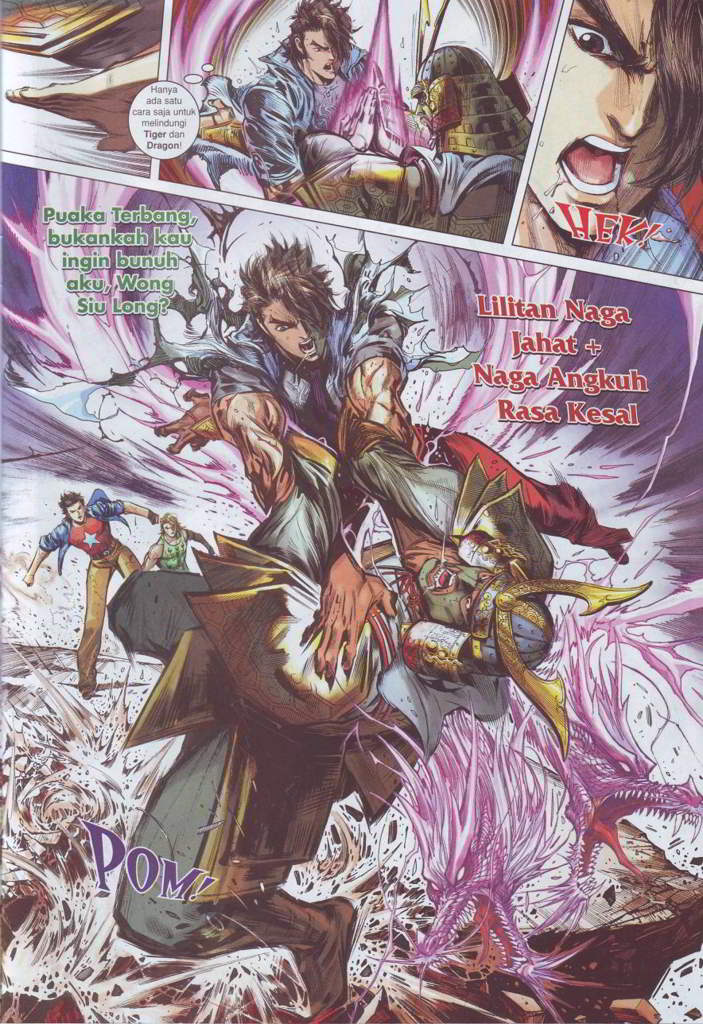 Hanya
ada satu
cara saja untuk
melindungi
Tiger dan
Dragon!
HEK!
Puaka Terbang,
bukankah kau
ingin bunuh
aku, Wong
Siu Long?
Lilitan Naga
Jahat +
Naga Angkuh
Rasa Kesal
POM!